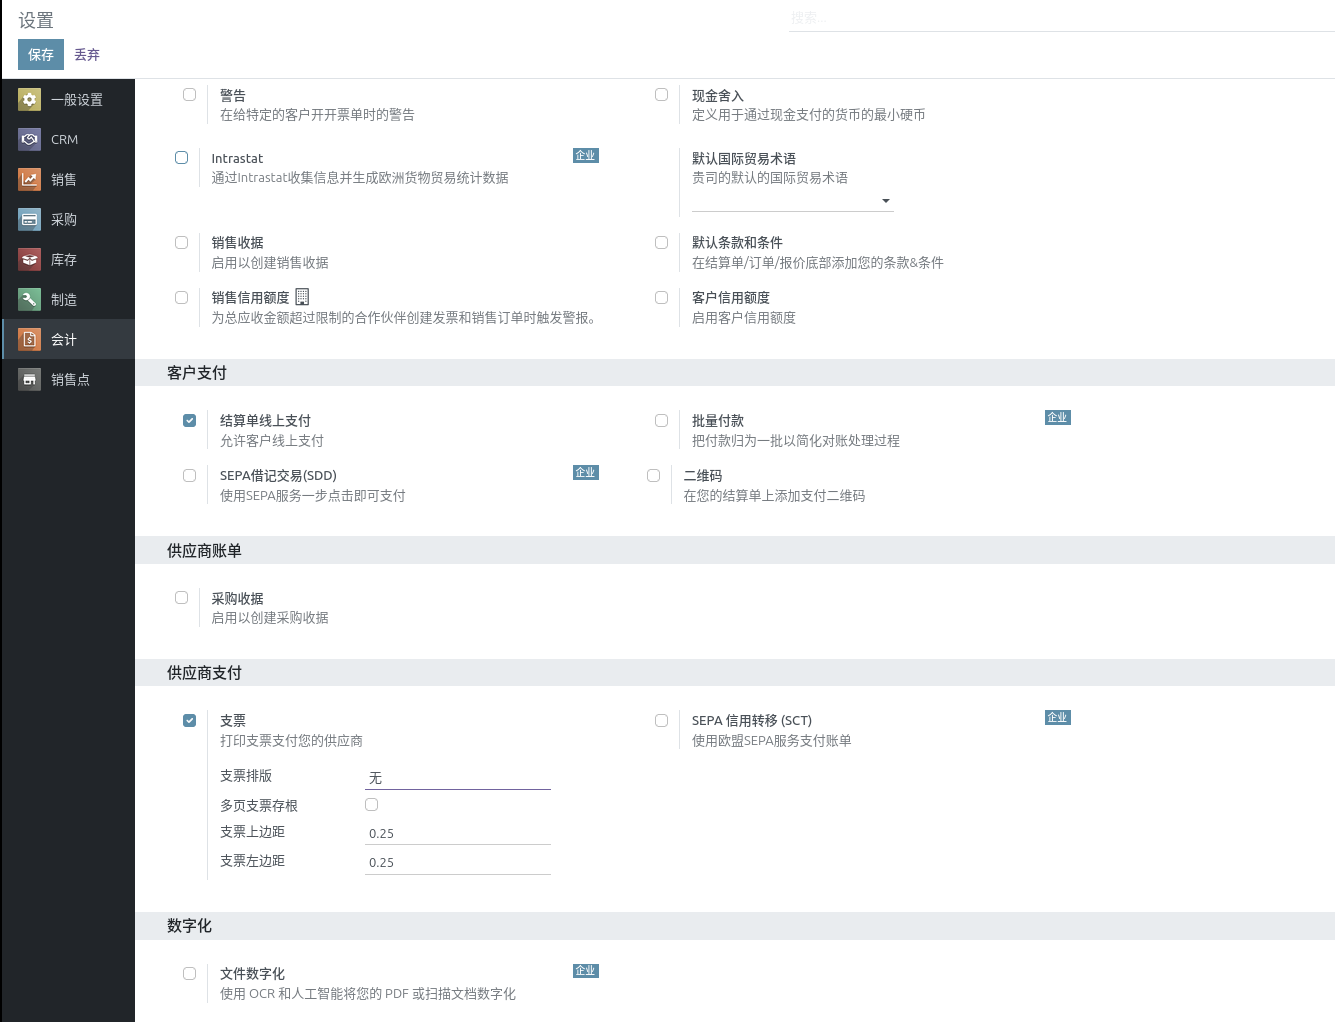 设置
搜索...
保存 丢弃
一般设置
CRM
销售
采购
库存
制造
会计
销售点
警告
在给特定的客户开开票单时的警告
现金舍入
定义用于通过现金支付的货币的最小硬币
Intrastat 企业
通过Intrastat收集信息并生成欧洲货物贸易统计数据
默认国际贸易术语
贵司的默认的国际贸易术语
销售收据
启用以创建销售收据
默认条款和条件
在结算单/订单/报价底部添加您的条款&条件
销售信用额度
为总应收金额超过限制的合作伙伴创建发票和销售订单时触发警报。
客户信用额度
启用客户信用额度
客户支付
结算单线上支付
允许客户线上支付
批量付款 企业
把付款归为一批以简化对账处理过程
SEPA借记交易(SDD) 企业
使用SEPA服务一步点击即可支付
二维码
在您的结算单上添加支付二维码
供应商账单
采购收据
启用以创建采购收据
供应商支付
支票
打印支票支付您的供应商
支票排版 无
多页支票存根
支票上边距 0.25
支票左边距 0.25
SEPA 信用转移 (SCT) 企业
使用欧盟SEPA服务支付账单
数字化
文件数字化 企业
使用 OCR 和人工智能将您的 PDF 或扫描文档数字化